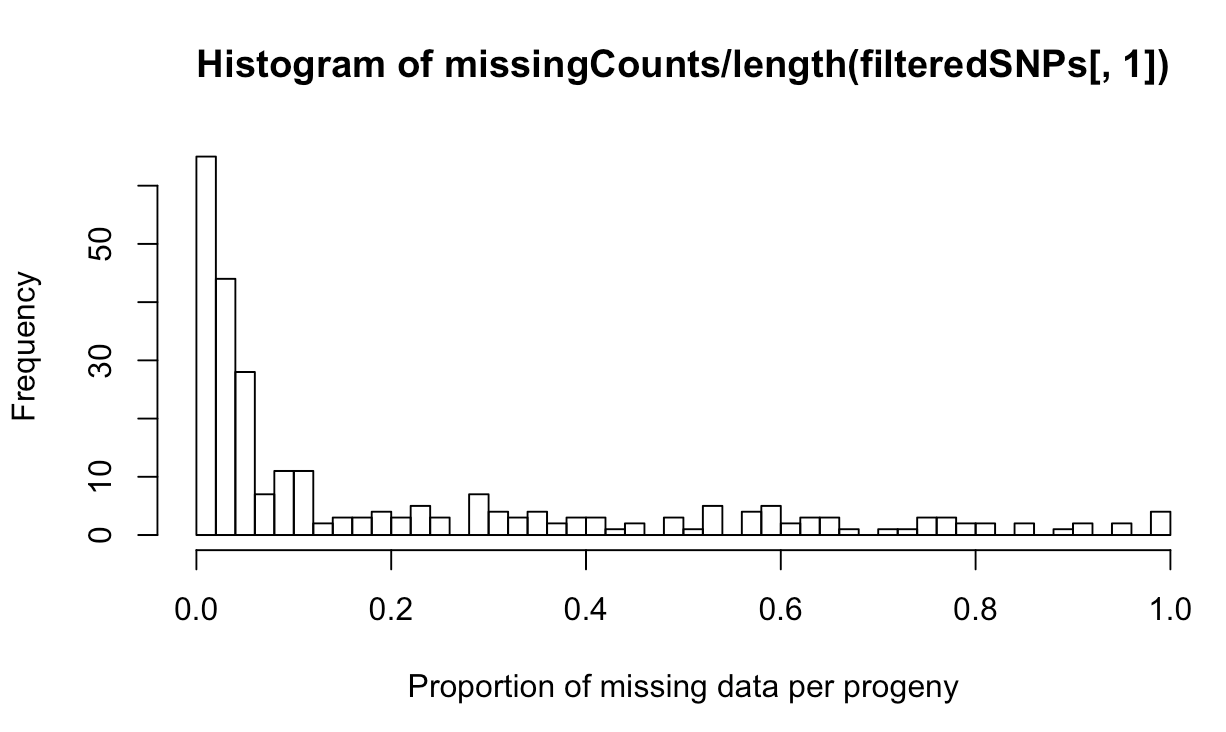 Histogram of missingCounts/length(filteredSNPs[, 1])
Frequency
50
30
10
0
0.0 0.2 0.4 0.6 0.8 1.0
Proportion of missing data per progeny